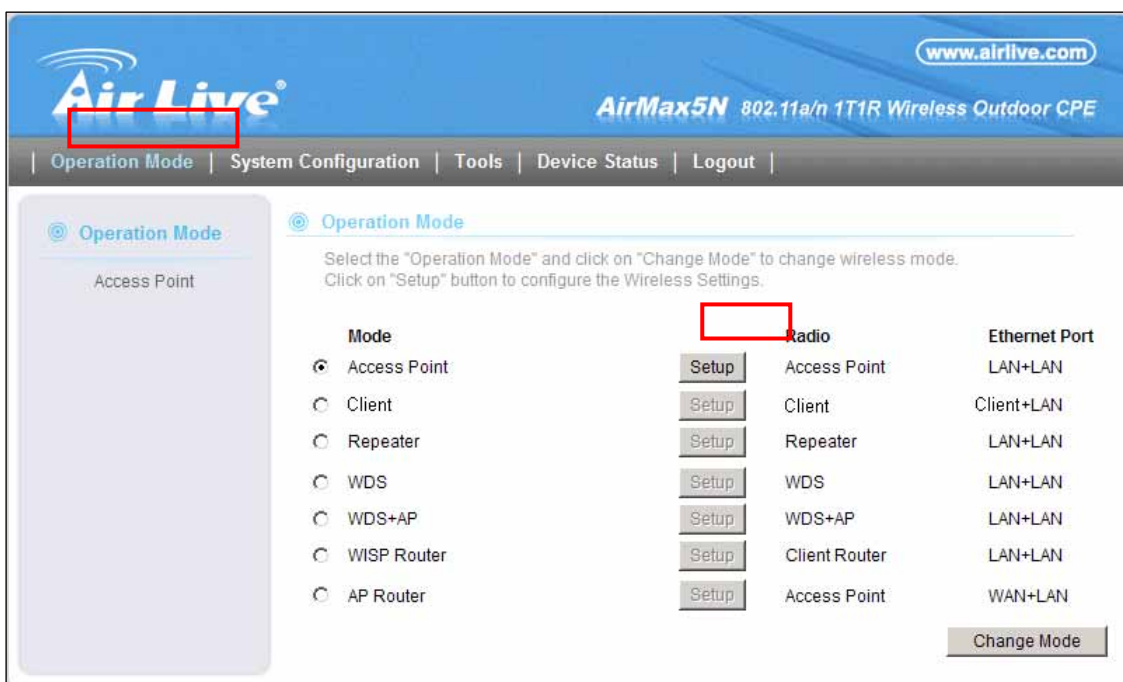 www.airlive.com
Air Live®
AirMax5N 802.11a/n 1T1R Wireless Outdoor CPE
| Operation Mode | System Configuration | Tools | Device Status | Logout |
Operation Mode
Access Point
Operation Mode
Select the "Operation Mode" and click on "Change Mode" to change wireless mode.
Click on "Setup" button to configure the Wireless Settings.
Mode Radio Ethernet Port
Access Point Setup Access Point LAN+LAN
Client Setup Client Client+LAN
Repeater Setup Repeater LAN+LAN
WDS Setup WDS LAN+LAN
WDS+AP Setup WDS+AP LAN+LAN
WISP Router Setup Client Router LAN+LAN
AP Router Setup Access Point WAN+LAN
Change Mode